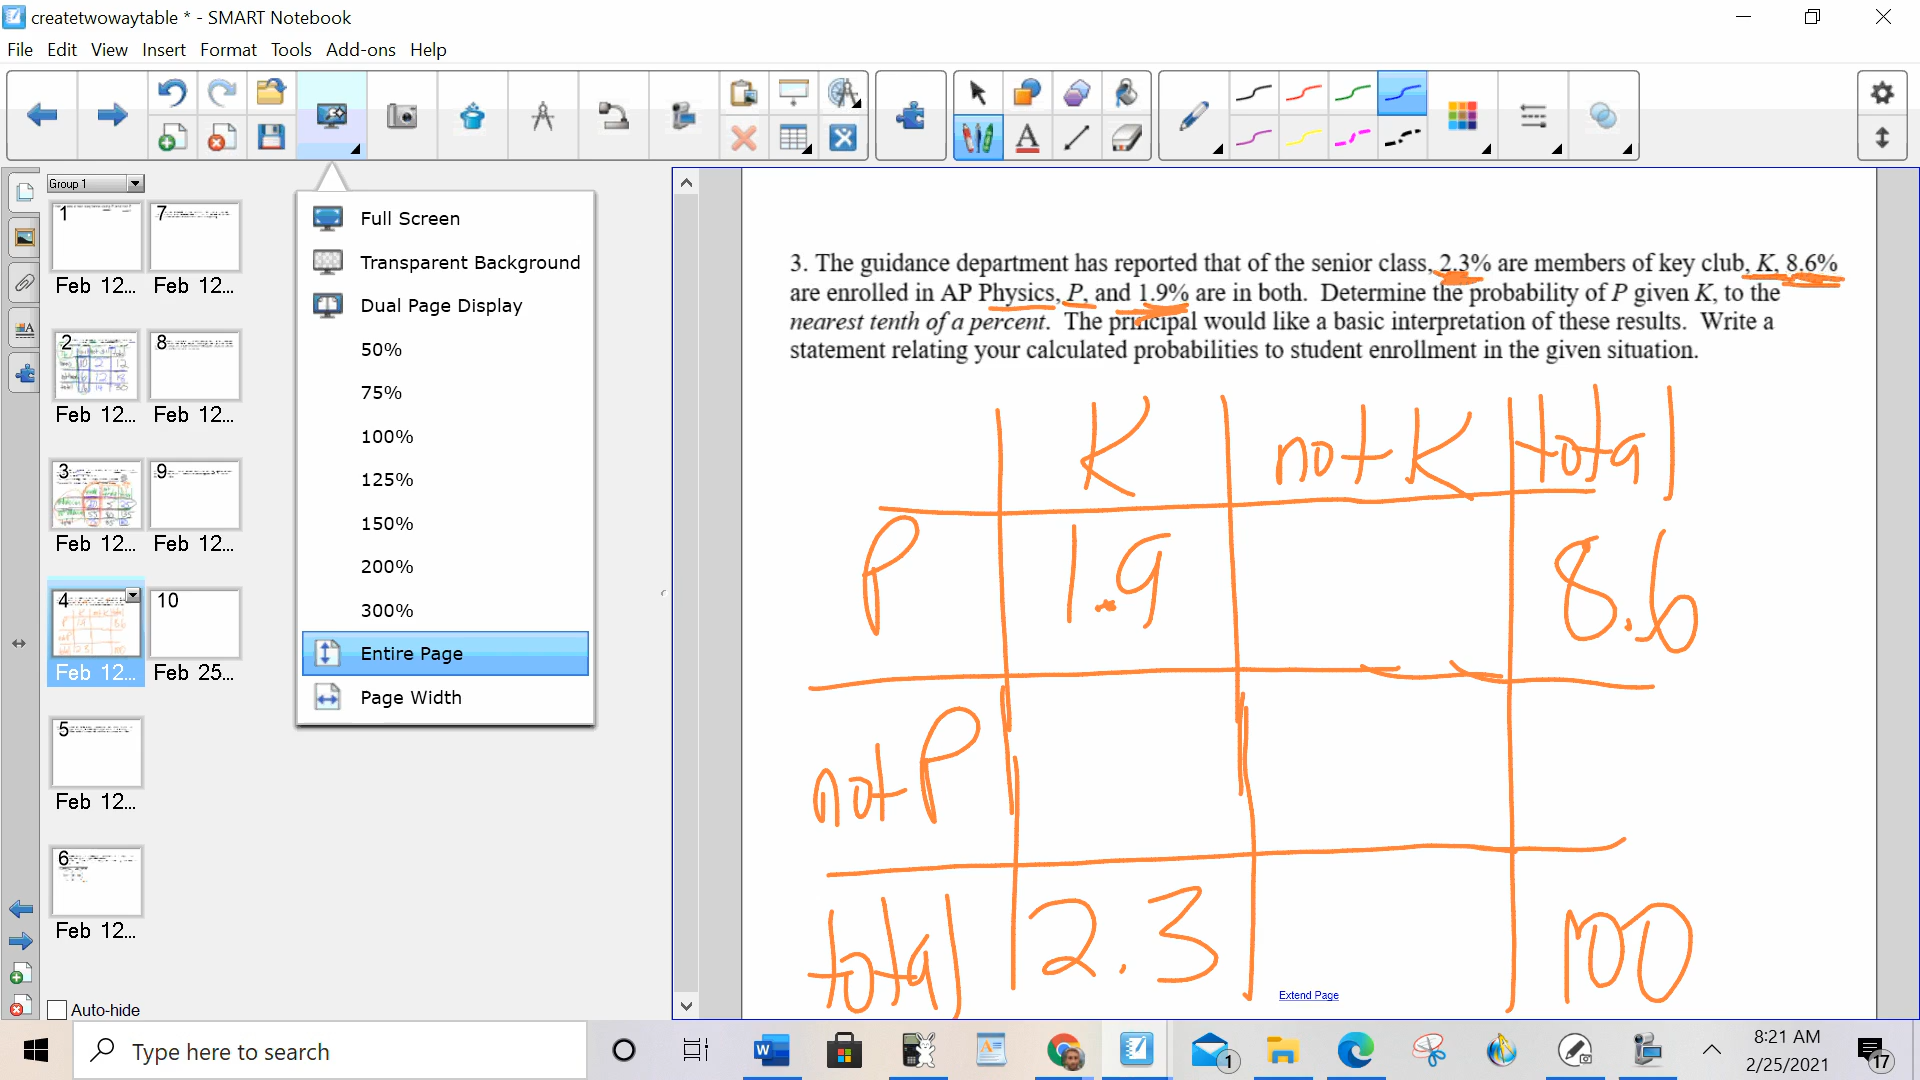 createtwowaytable * - SMART Notebook
File Edit View Insert Format Tools Add-ons Help
Group 1
1 7
Feb 12... Feb 12...
2 8
Feb 12... Feb 12...
3 9
Feb 12... Feb 12...
4 10
Feb 12... Feb 25...
5
Feb 12...
6
Feb 12...
Auto-hide
Full Screen
Transparent Background
Dual Page Display
50%
75%
100%
125%
150%
200%
300%
Entire Page
Page Width
3. The guidance department has reported that of the senior class, 2.3% are members of key club, K, 8.6%
are enrolled in AP Physics, P, and 1.9% are in both. Determine the probability of P given K, to the
nearest tenth of a percent. The principal would like a basic interpretation of these results. Write a
statement relating your calculated probabilities to student enrollment in the given situation.
K not K total
P 1.9 8.6
not P
total 2.3 100
Extend Page
Type here to search
1
8:21 AM
2/25/2021
17